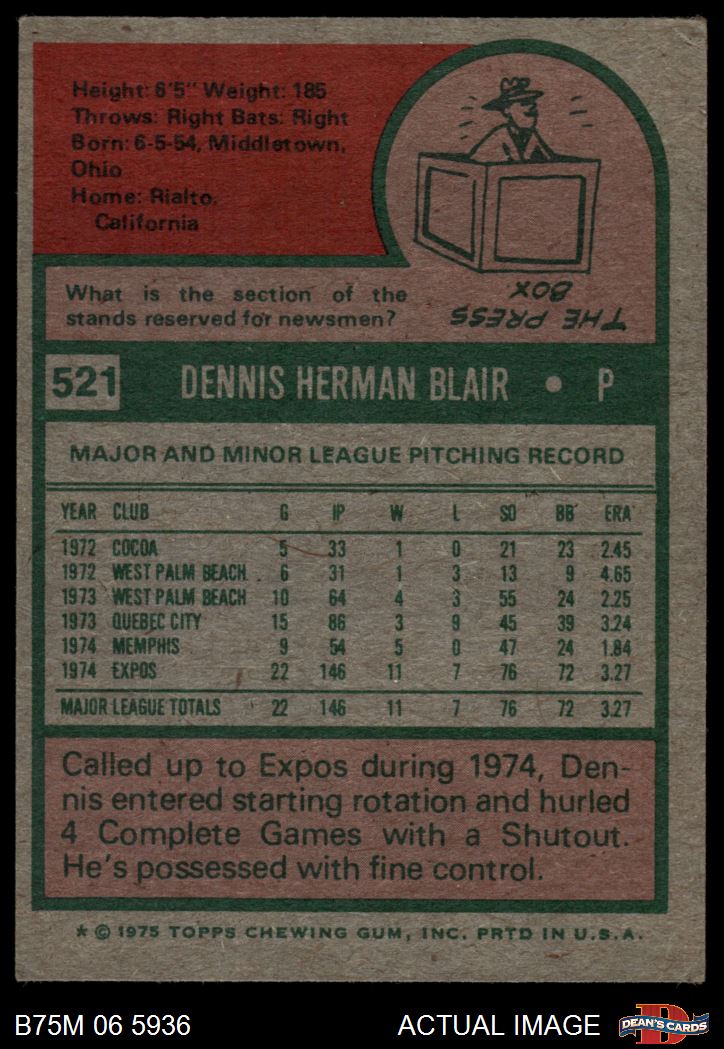 Height: 6'5" Weight: 185
Throws: Right Bats: Right
Born: 6-5-54, Middletown,
Ohio
Home: Rialto,
California
What is the section of the
stands reserved for newsmen?
THE PRESS
BOX
521 DENNIS HERMAN BLAIR • P
MAJOR AND MINOR LEAGUE PITCHING RECORD
YEAR CLUB G IP W L SO BB ERA
1972 COCOA 5 33 1 0 21 23 2.45
1972 WEST PALM BEACH 6 31 1 3 13 9 4.65
1973 WEST PALM BEACH 10 64 4 3 55 24 2.25
1973 QUEBEC CITY 15 86 3 9 45 39 3.24
1974 MEMPHIS 9 54 5 0 47 24 1.84
1974 EXPOS 22 146 11 7 76 72 3.27
MAJOR LEAGUE TOTALS 22 146 11 7 76 72 3.27
Called up to Expos during 1974, Den-
nis entered starting rotation and hurled
4 Complete Games with a Shutout.
He's possessed with fine control.
* © 1975 TOPPS CHEWING GUM, INC. PRTD IN U.S.A.
B75M 06 5936 ACTUAL IMAGE
DEAN'S CARDS